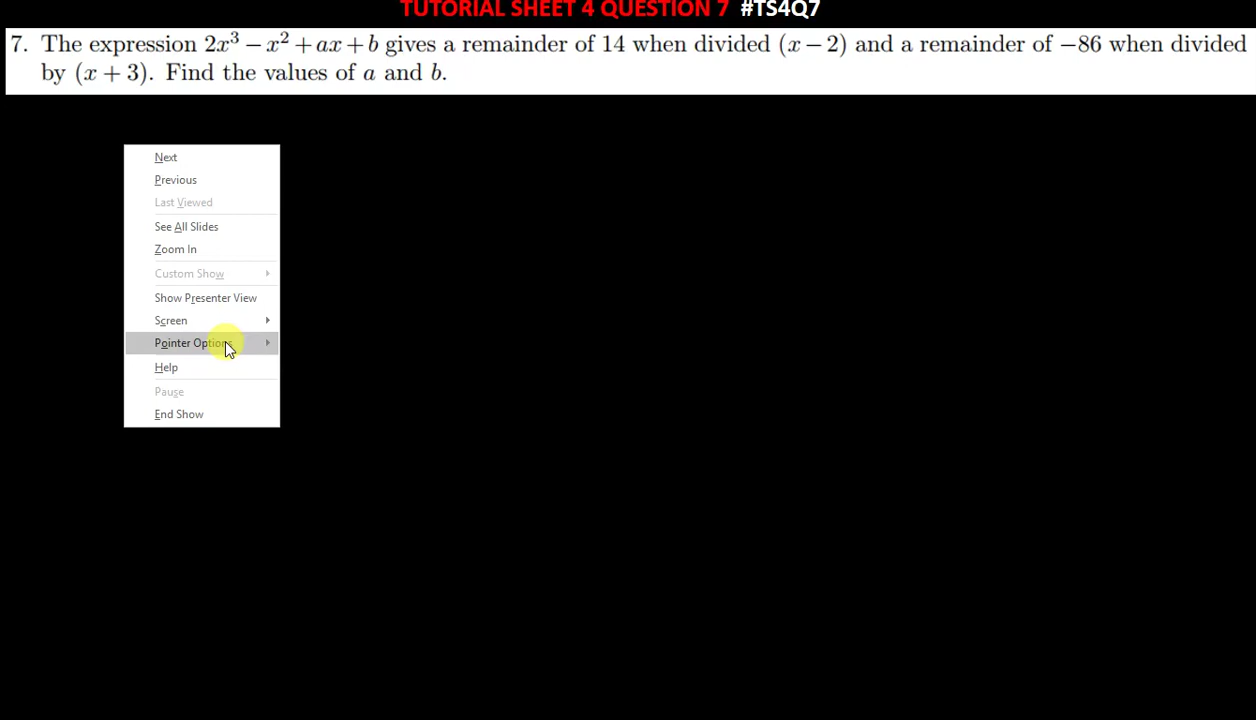 TUTORIAL SHEET 4 QUESTION 7 #TS4Q7
7. The expression 2x³ − x² + ax + b gives a remainder of 14 when divided (x − 2) and a remainder of −86 when divided
by (x + 3). Find the values of a and b.
Next
Previous
Last Viewed
See All Slides
Zoom In
Custom Show
Show Presenter View
Screen
Pointer Options
Help
Pause
End Show